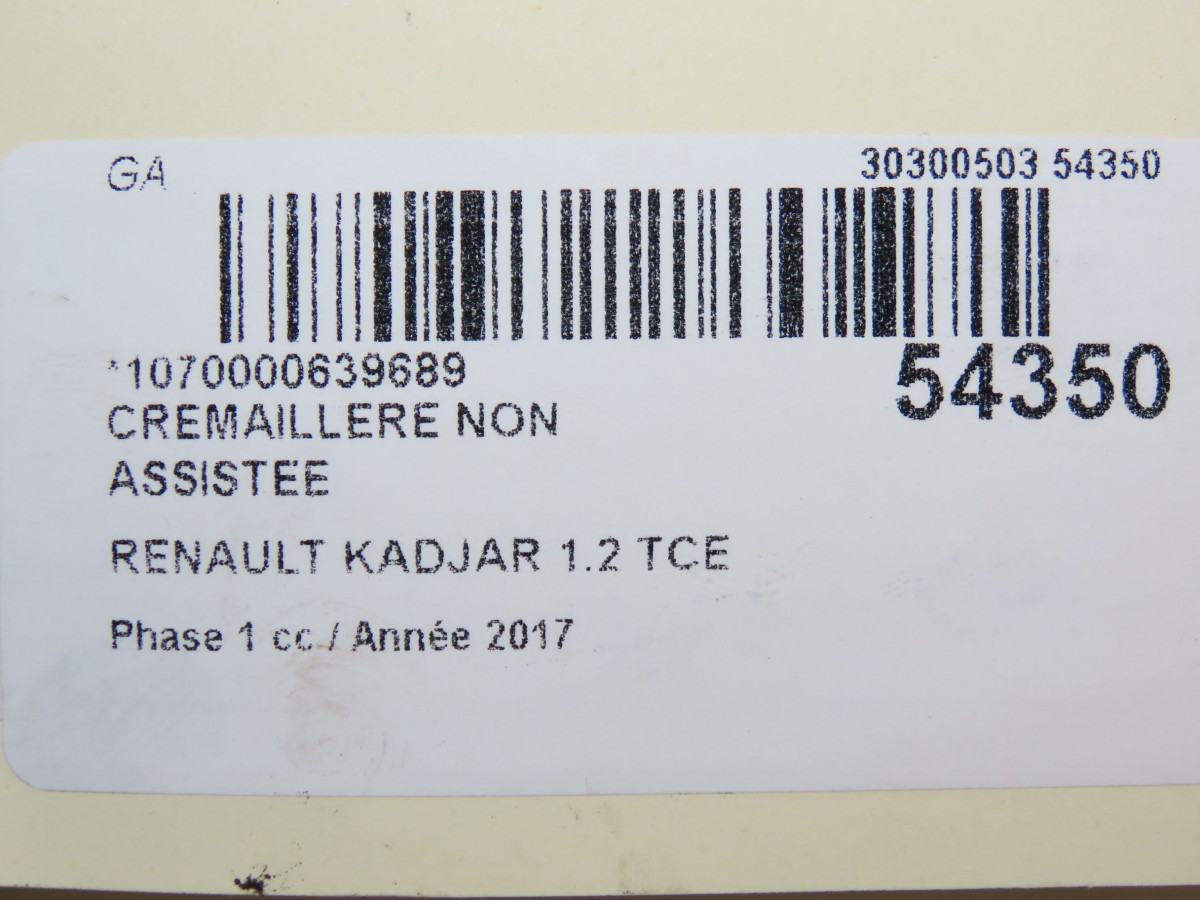 GA
30300503 54350
*1070000639689
54350
CREMAILLERE NON
ASSISTEE
RENAULT KADJAR 1.2 TCE
Phase 1 cc / Année 2017